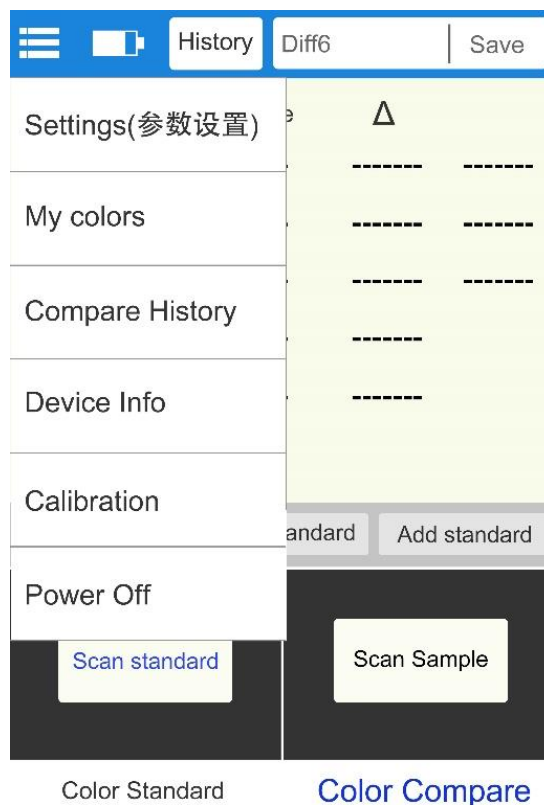 History Diff6 Save
Settings(参数设置)
Δ
------- -------
My colors
------- -------
Compare History
------- -------
-------
Device Info
-------
Calibration
Add standard
Power Off
Scan standard Scan Sample
Color Standard Color Compare